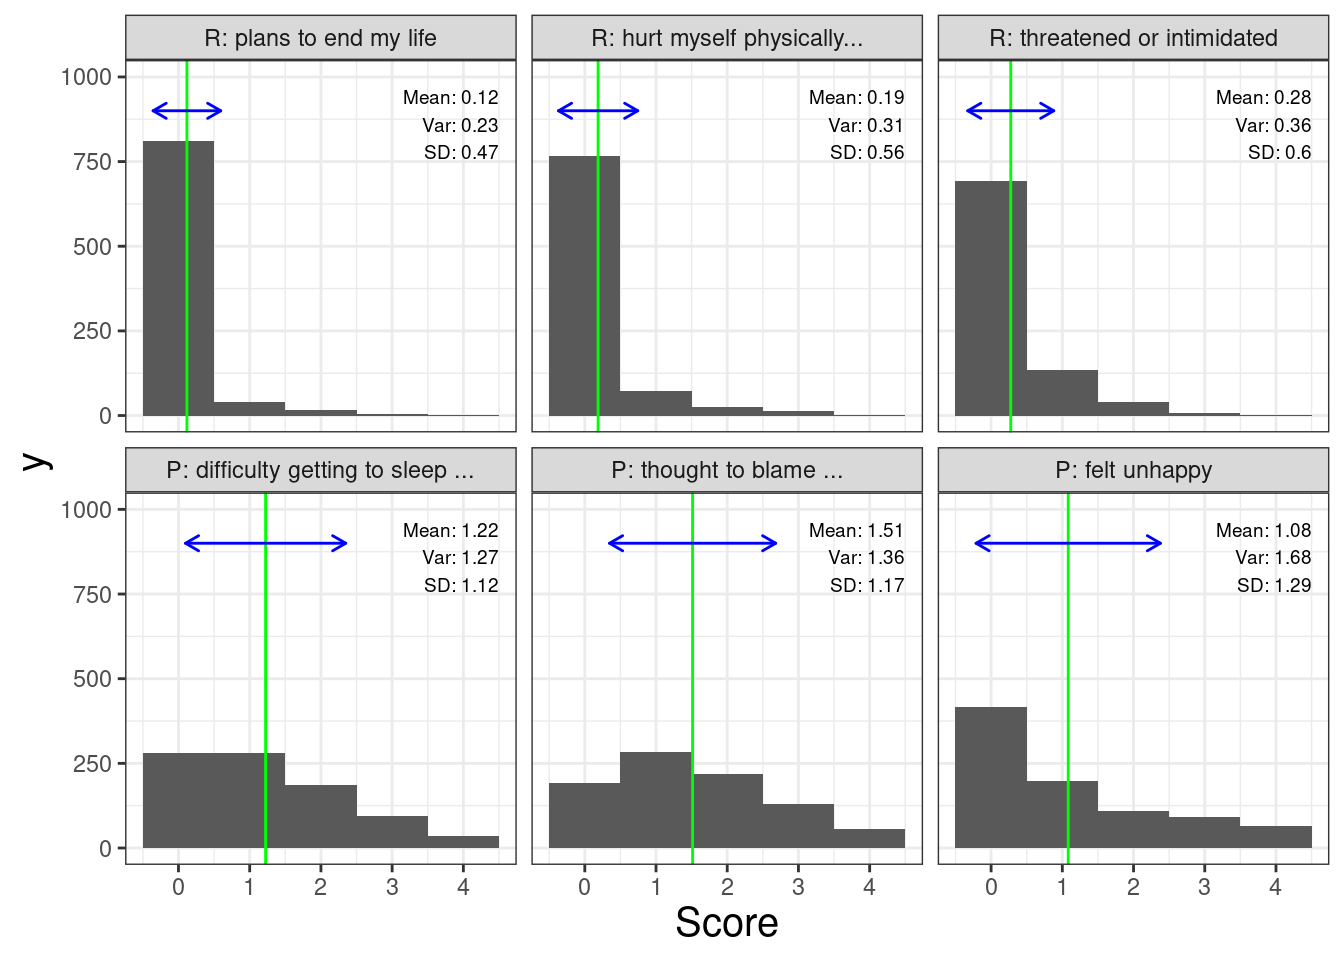 R: plans to end my life
R: hurt myself physically...
R: threatened or intimidated
1000
750
500
250
0
Mean: 0.12
Var: 0.23
SD: 0.47
Mean: 0.19
Var: 0.31
SD: 0.56
Mean: 0.28
Var: 0.36
SD: 0.6
y
P: difficulty getting to sleep ...
P: thought to blame ...
P: felt unhappy
1000
750
500
250
0
Mean: 1.22
Var: 1.27
SD: 1.12
Mean: 1.51
Var: 1.36
SD: 1.17
Mean: 1.08
Var: 1.68
SD: 1.29
0 1 2 3 4
0 1 2 3 4
0 1 2 3 4
Score